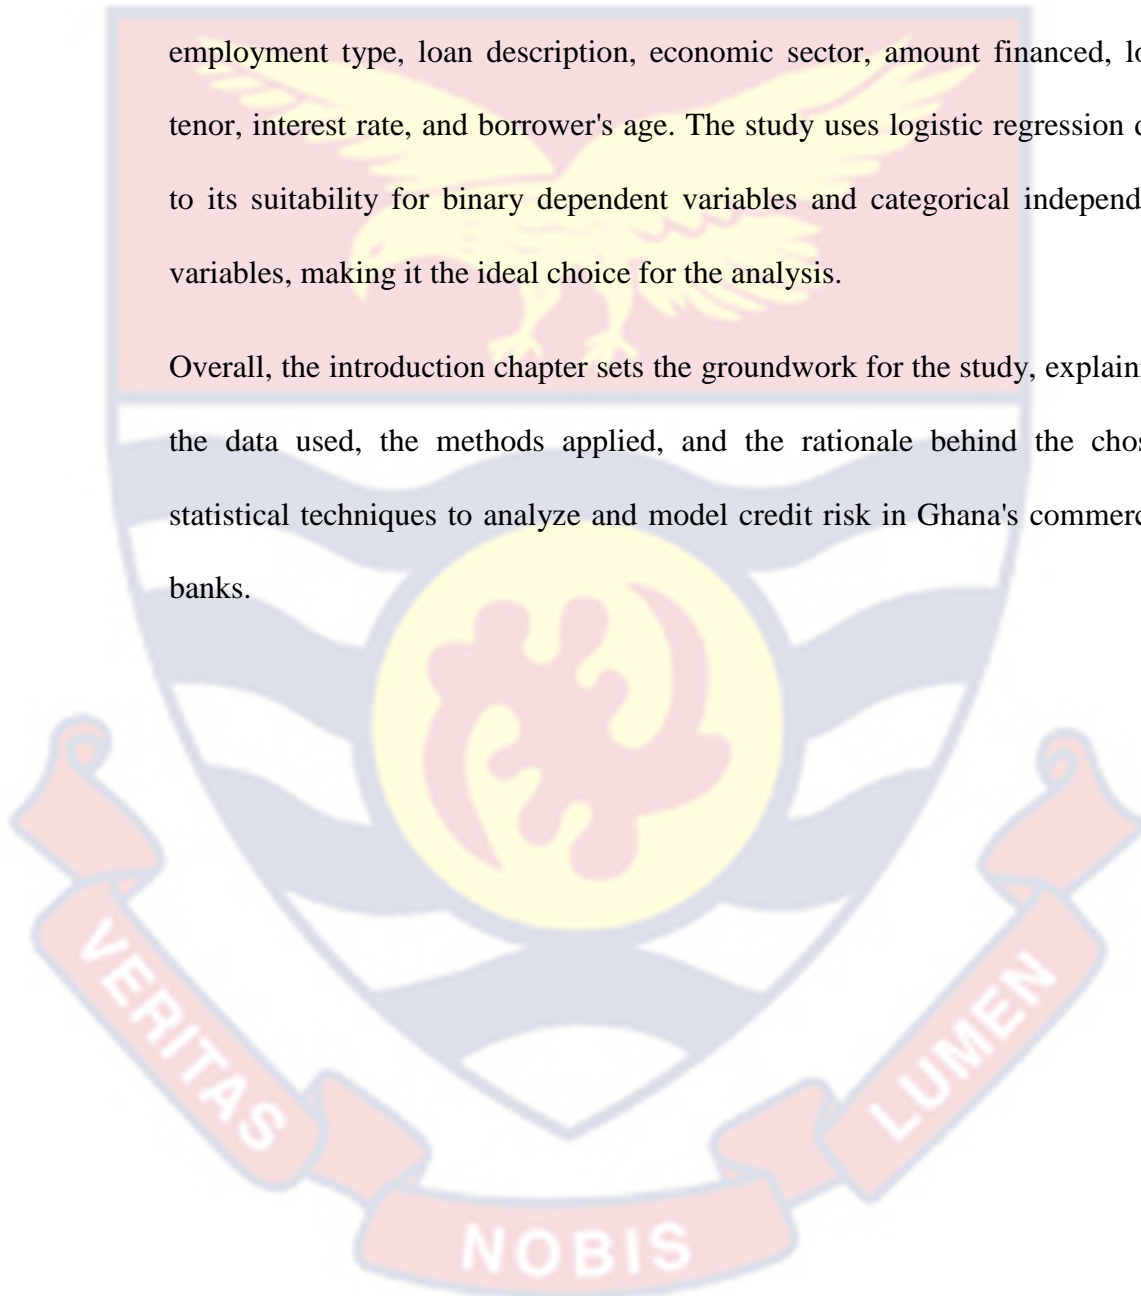 employment type, loan description, economic sector, amount financed, lo
tenor, interest rate, and borrower's age. The study uses logistic regression
to its suitability for binary dependent variables and categorical independ
variables, making it the ideal choice for the analysis.
Overall, the introduction chapter sets the groundwork for the study, explaini
the data used, the methods applied, and the rationale behind the chos
statistical techniques to analyze and model credit risk in Ghana's commerc
banks.
VERITAS
NOBIS
LUMEN